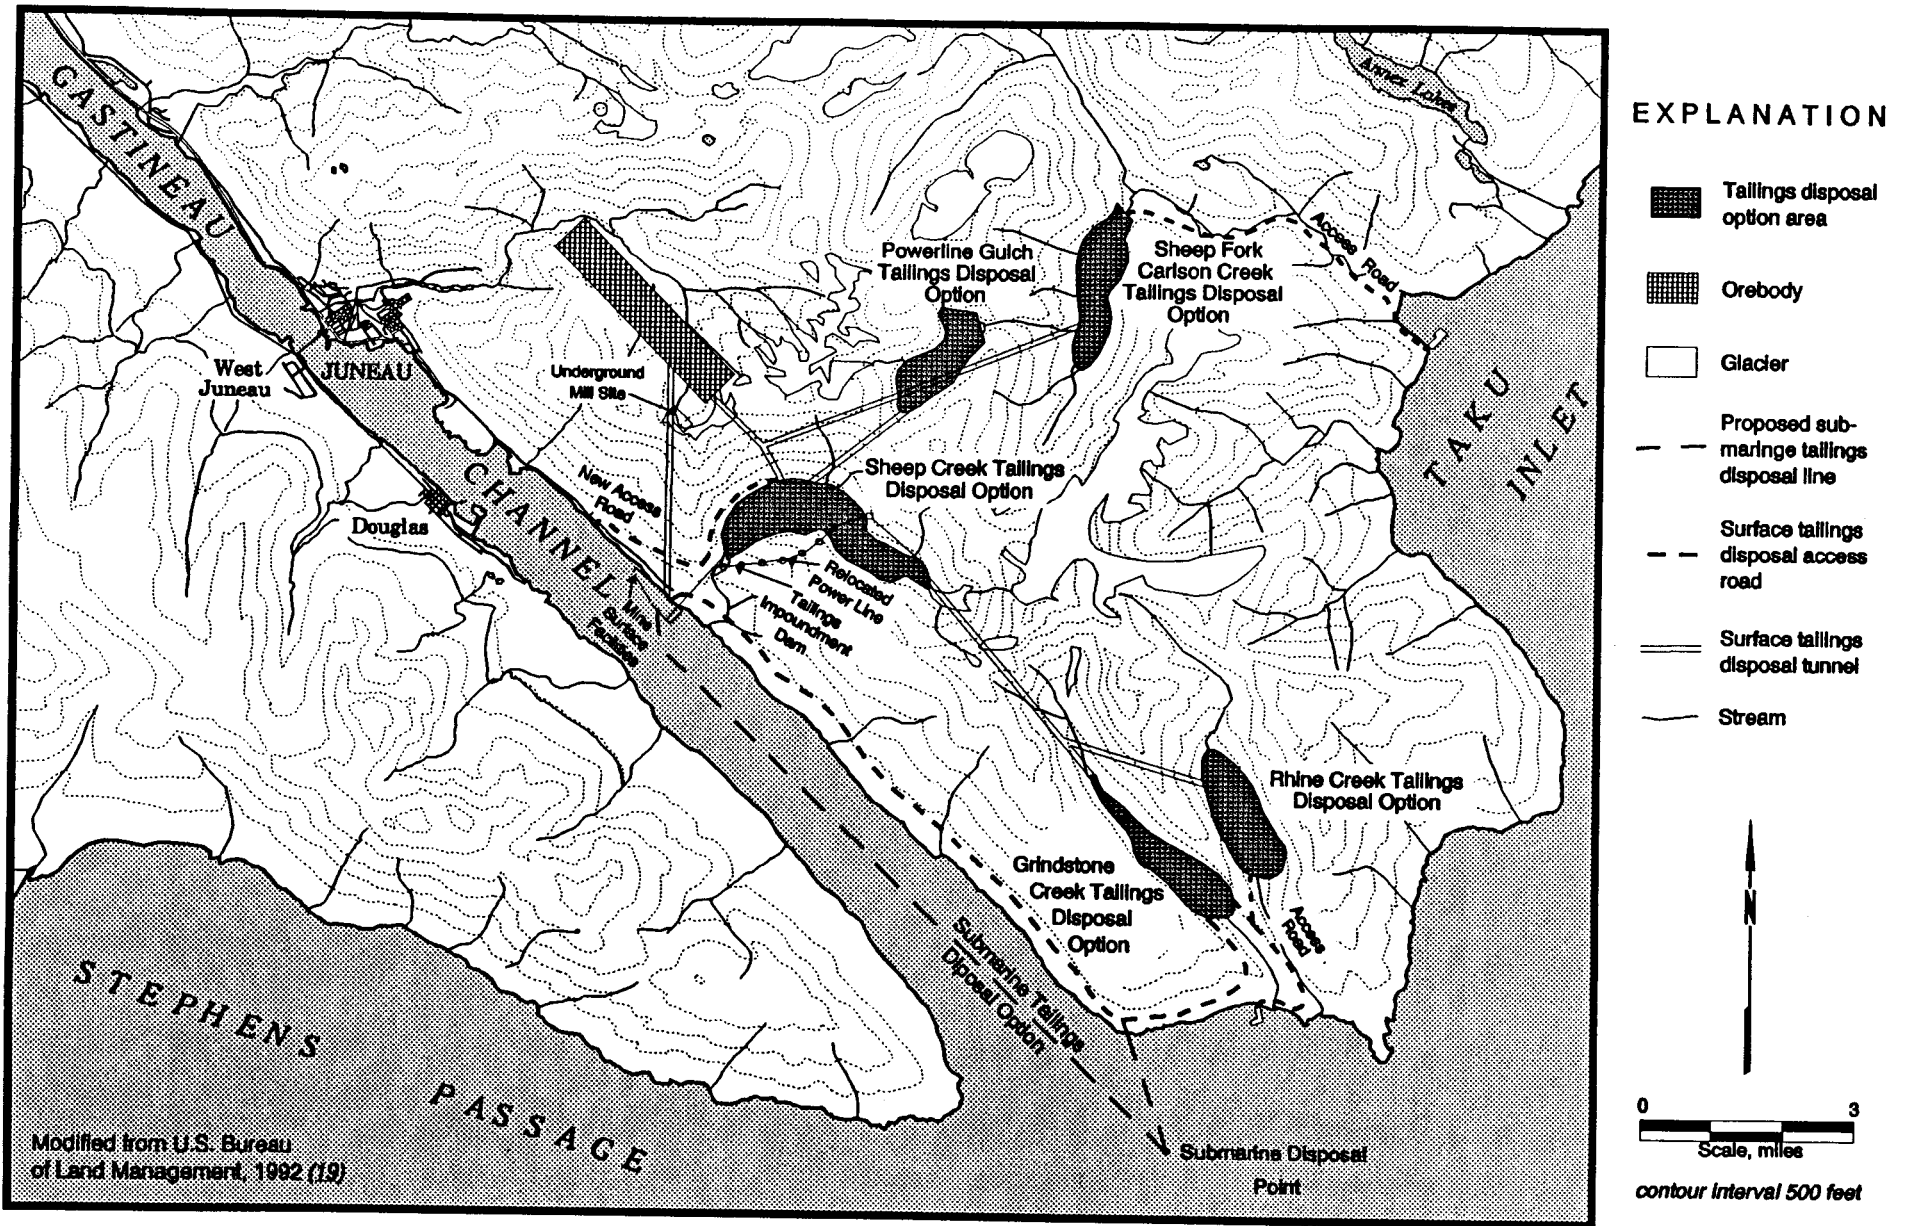 GASTINEAU
CHANNEL
Annex Lakes
Powerline Gulch
Tailings Disposal
Option
Sheep Fork
Carlson Creek
Tailings Disposal
Option
Access Road
West
Juneau
JUNEAU
Underground
Mill Site
TAKU
INLET
New Access
Road
Sheep Creek Tailings
Disposal Option
Douglas
Relocated
Power Line
Tailings
Impoundment
Dam
Mine
Surface
Facilities
Rhine Creek Tailings
Disposal Option
Grindstone
Creek Tailings
Disposal
Option
Access
Road
Submarine Tailings
Diposal Option
STEPHENS
PASSAGE
Submarine Disposal
Point
Modified from U.S. Bureau
of Land Management, 1992 (19)
EXPLANATION
Tailings disposal
option area
Orebody
Glacier
Proposed sub-
maringe tailings
disposal line
Surface tailings
disposal access
road
Surface tailings
disposal tunnel
Stream
N
0 3
Scale, miles
contour interval 500 feet